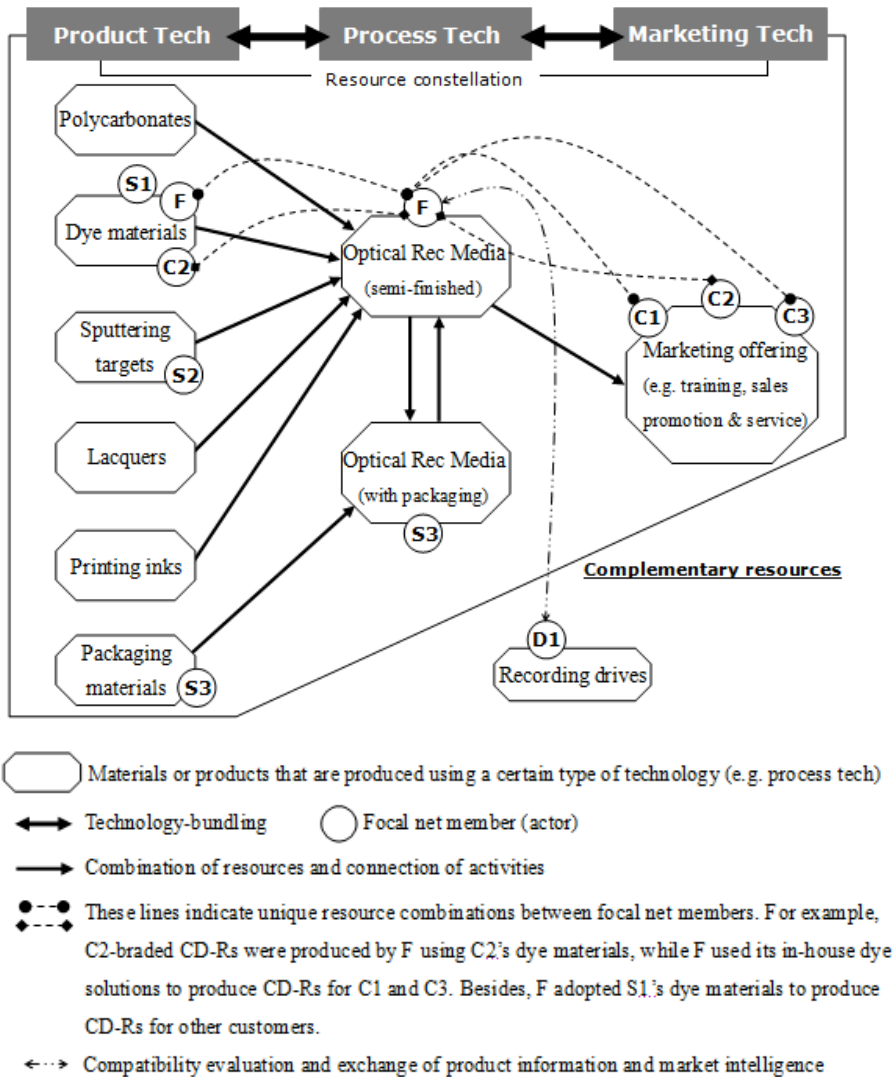 Product Tech
Process Tech
Marketing Tech
Resource constellation
Polycarbonates
S1
F
Dye materials
C2
Sputtering
targets
S2
Lacquers
Printing inks
Packaging
materials
S3
F
Optical Rec Media
(semi-finished)
Optical Rec Media
(with packaging)
S3
C1
C2
C3
Marketing offering
(e.g. training, sales
promotion & service)
Complementary resources
D1
Recording drives
Materials or products that are produced using a certain type of technology (e.g. process tech)
Technology-bundling
Focal net member (actor)
Combination of resources and connection of activities
These lines indicate unique resource combinations between focal net members. For example,
C2-braded CD-Rs were produced by F using C2's dye materials, while F used its in-house dye
solutions to produce CD-Rs for C1 and C3. Besides, F adopted S1's dye materials to produce
CD-Rs for other customers.
Compatibility evaluation and exchange of product information and market intelligence